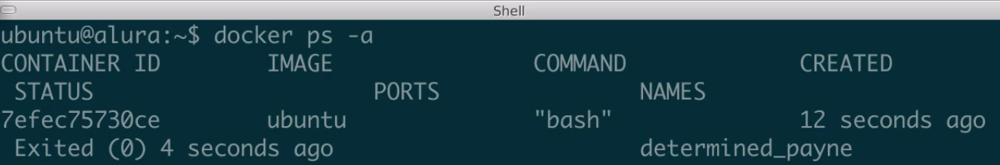 Shell
ubuntu@alura:~$ docker ps -a
CONTAINER ID        IMAGE               COMMAND             CREATED
 STATUS                     PORTS               NAMES
7efec75730ce        ubuntu              "bash"              12 seconds ago
 Exited (0) 4 seconds ago                       determined_payne